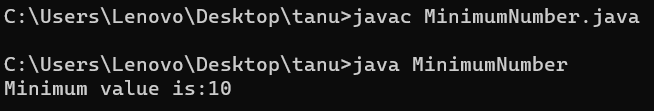 C:\Users\Lenovo\Desktop\tanu>javac MinimumNumber.java
C:\Users\Lenovo\Desktop\tanu>java MinimumNumber
Minimum value is:10